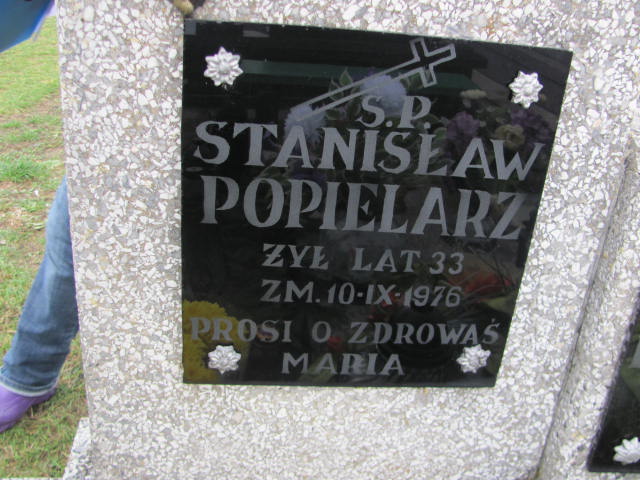 Ś.P.
STANISŁAW
POPIELARZ
ŻYŁ LAT 33
ZM. 10-IX-1976
PROSI O ZDROWAŚ
MARIA